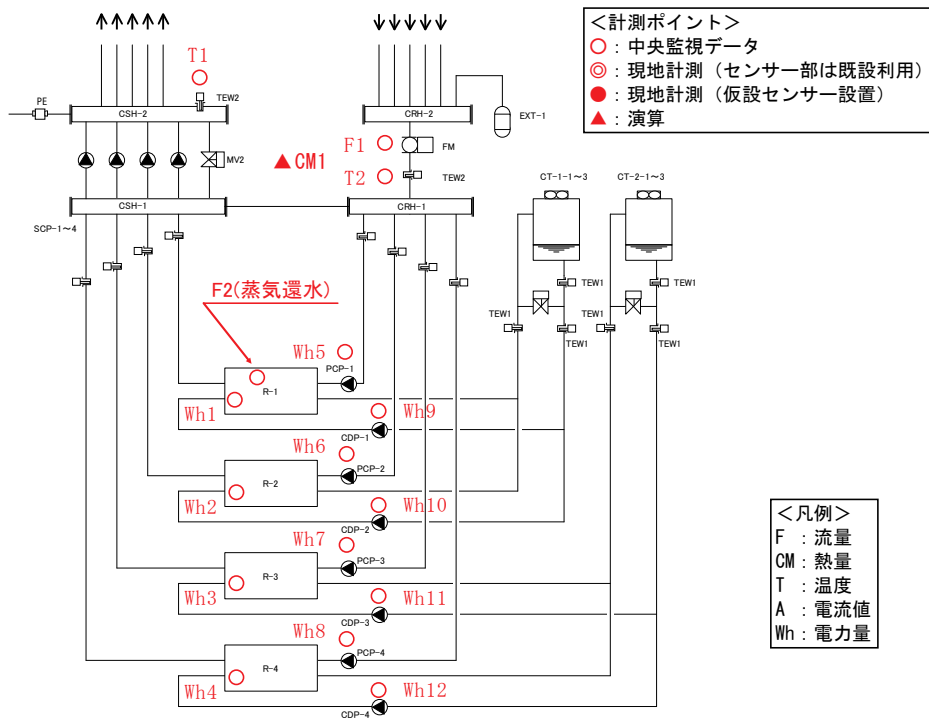 ＜計測ポイント＞
○：中央監視データ
◎：現地計測（センサー部は既設利用）
●：現地計測（仮設センサー設置）
▲：演算
T1
PE
TEW2
CSH-2
CRH-2
EXT-1
F1
FM
MV2
▲CM1
T2
TEW2
CT-1-1～3
CT-2-1～3
CSH-1
CRH-1
SCP-1～4
F2(蒸気還水)
TEW1
TEW1
TEW1
TEW1
TEW1
TEW1
Wh5
PCP-1
R-1
Wh1
Wh9
CDP-1
Wh6
PCP-2
R-2
Wh2
Wh10
CDP-2
Wh7
PCP-3
R-3
Wh3
Wh11
CDP-3
Wh8
PCP-4
R-4
Wh4
Wh12
CDP-4
＜凡例＞
F ：流量
CM：熱量
T ：温度
A ：電流値
Wh：電力量